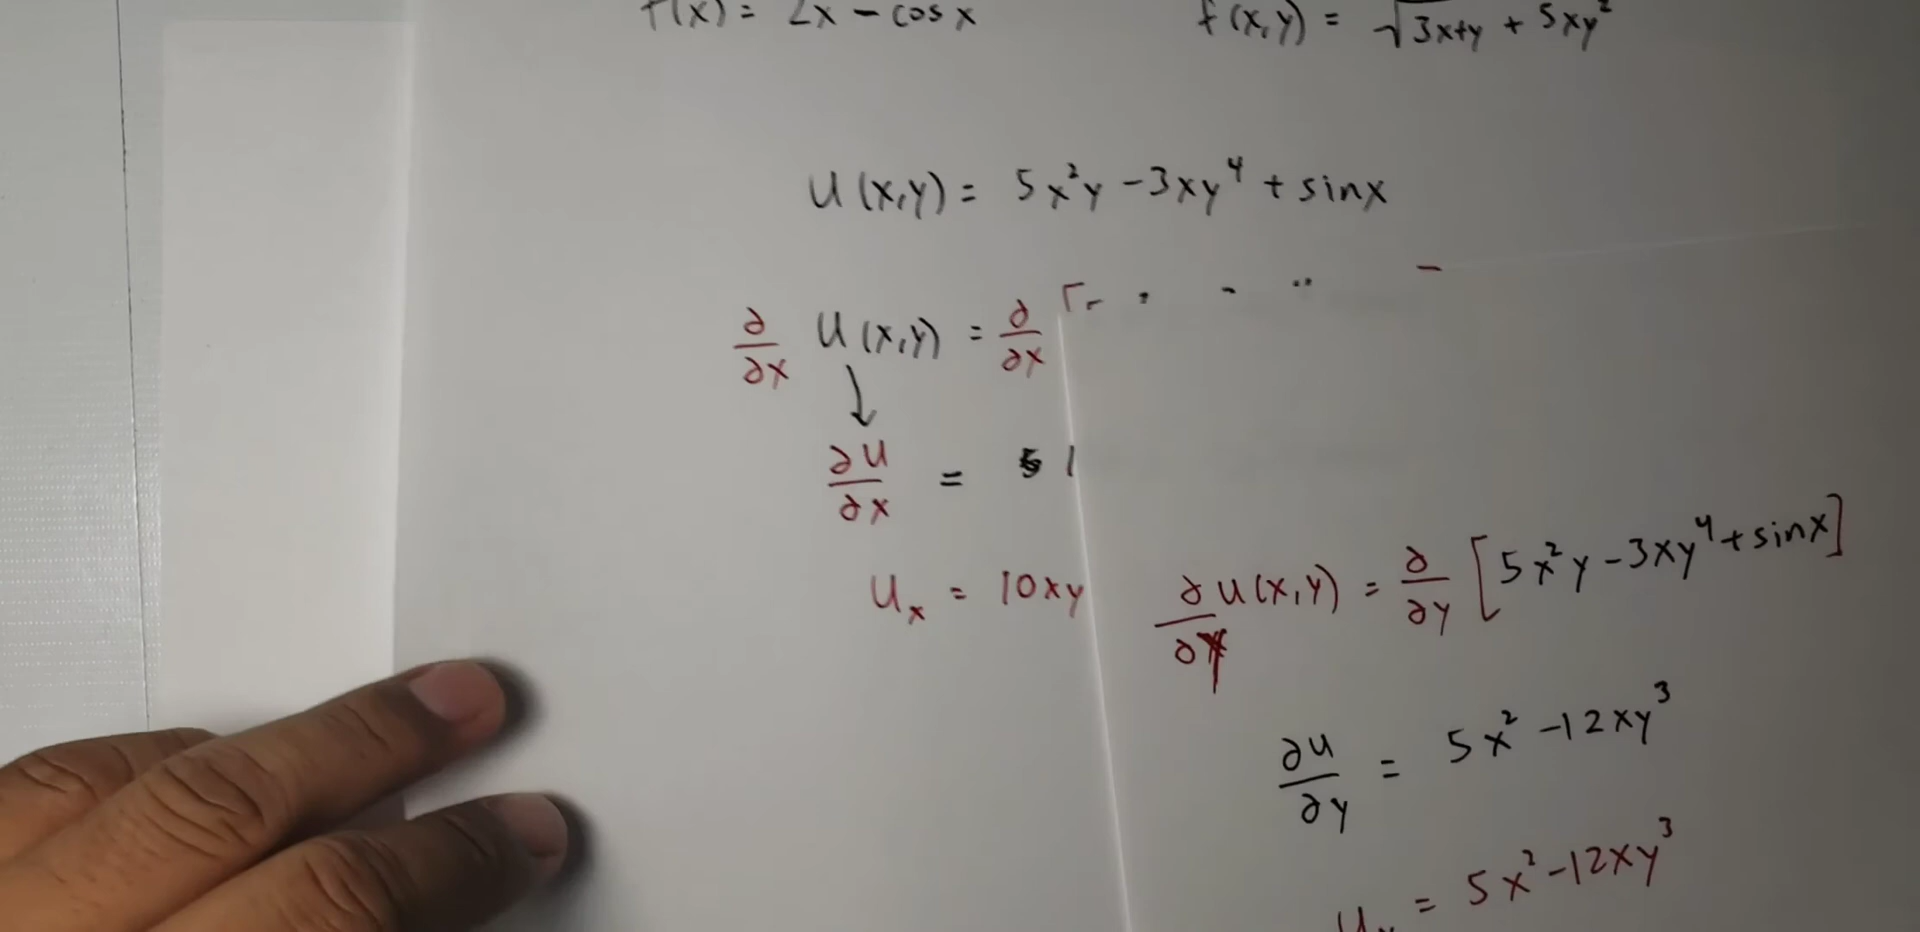 f(x) = 2x - cos x
f(x,y) = √3x+y + 5xy²
u(x,y) = 5x²y - 3xy⁴ + sinx
∂/∂x u(x,y) = ∂/∂x [
∂u/∂x =
uₓ = 10xy
∂u(x,y)/∂y = ∂/∂y [5x²y - 3xy⁴ + sinx]
∂u/∂y = 5x² - 12xy³
= 5x² - 12xy³